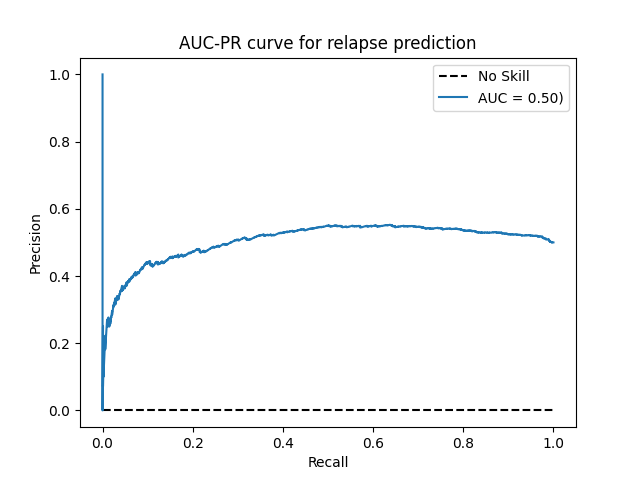 AUC-PR curve for relapse prediction
No Skill
AUC = 0.50)
Precision
1.0
0.8
0.6
0.4
0.2
0.0
0.0 0.2 0.4 0.6 0.8 1.0
Recall